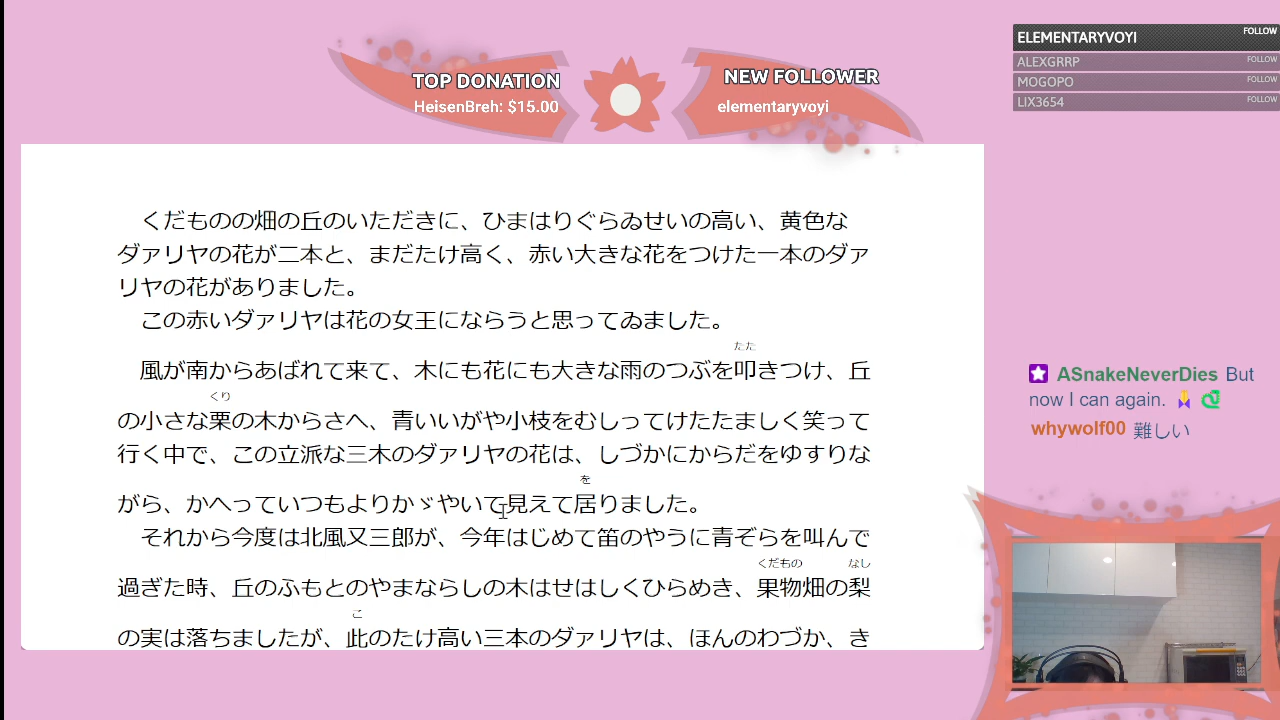 TOP DONATION
HeisenBreh: $15.00
NEW FOLLOWER
elementaryvoyi
ELEMENTARYVOYI FOLLOW
ALEXGRRP FOLLOW
MOGOPO FOLLOW
LIX3654 FOLLOW
くだものの畑の丘のいただきに、ひまはりぐらゐせいの高い、黄色な
ダァリヤの花が二本と、まだたけ高く、赤い大きな花をつけた一本のダァ
リヤの花がありました。
この赤いダァリヤは花の女王にならうと思ってゐました。
たた
風が南からあばれて来て、木にも花にも大きな雨のつぶを叩きつけ、丘
くり
の小さな栗の木からさへ、青いいがや小枝をむしってけたたましく笑って
行く中で、この立派な三木のダァリヤの花は、しづかにからだをゆすりな
を
がら、かへっていつもよりかゞやいて見えて居りました。
それから今度は北風又三郎が、今年はじめて笛のやうに青ぞらを叫んで
くだもの なし
過ぎた時、丘のふもとのやまならしの木はせはしくひらめき、果物畑の梨
こ
の実は落ちましたが、此のたけ高い三本のダァリヤは、ほんのわづか、き
ASnakeNeverDies But
now I can again.
whywolf00 難しい